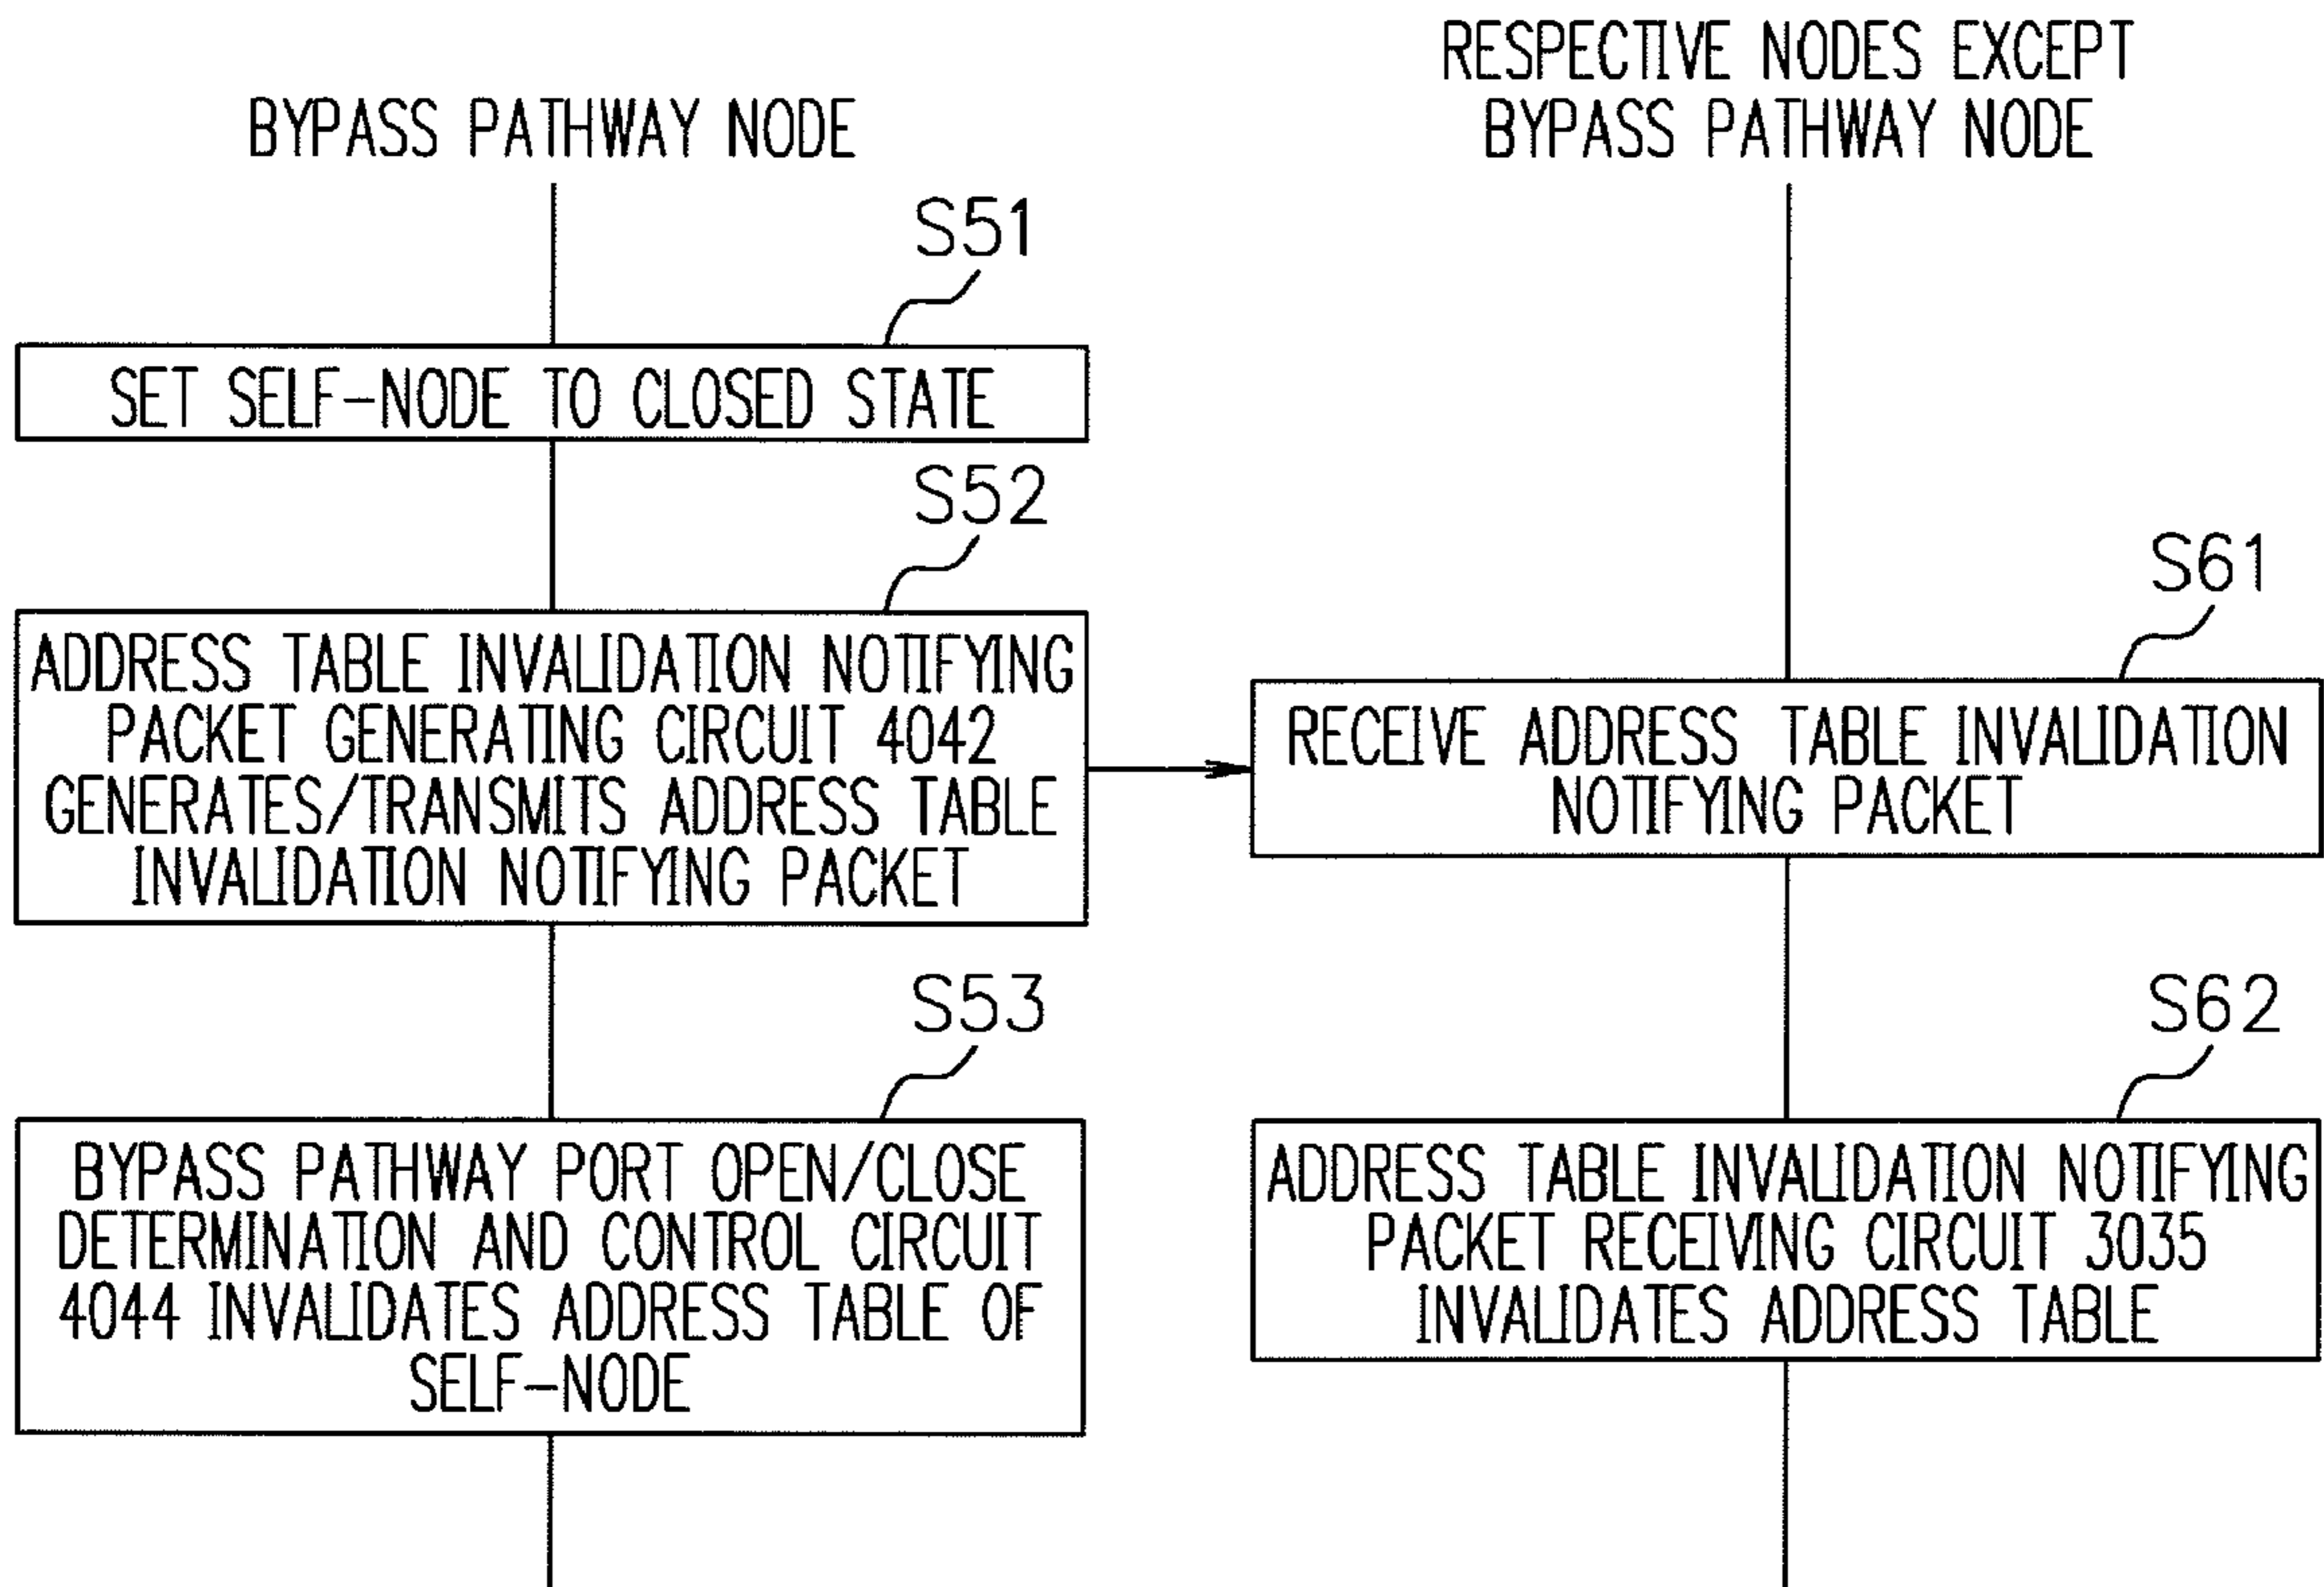 BYPASS PATHWAY NODE
S51
SET SELF-NODE TO CLOSED STATE
S52
ADDRESS TABLE INVALIDATION NOTIFYING
PACKET GENERATING CIRCUIT 4042
GENERATES/TRANSMITS ADDRESS TABLE
INVALIDATION NOTIFYING PACKET
S53
BYPASS PATHWAY PORT OPEN/CLOSE
DETERMINATION AND CONTROL CIRCUIT
4044 INVALIDATES ADDRESS TABLE OF
SELF-NODE
RESPECTIVE NODES EXCEPT
BYPASS PATHWAY NODE
S61
RECEIVE ADDRESS TABLE INVALIDATION
NOTIFYING PACKET
S62
ADDRESS TABLE INVALIDATION NOTIFYING
PACKET RECEIVING CIRCUIT 3035
INVALIDATES ADDRESS TABLE